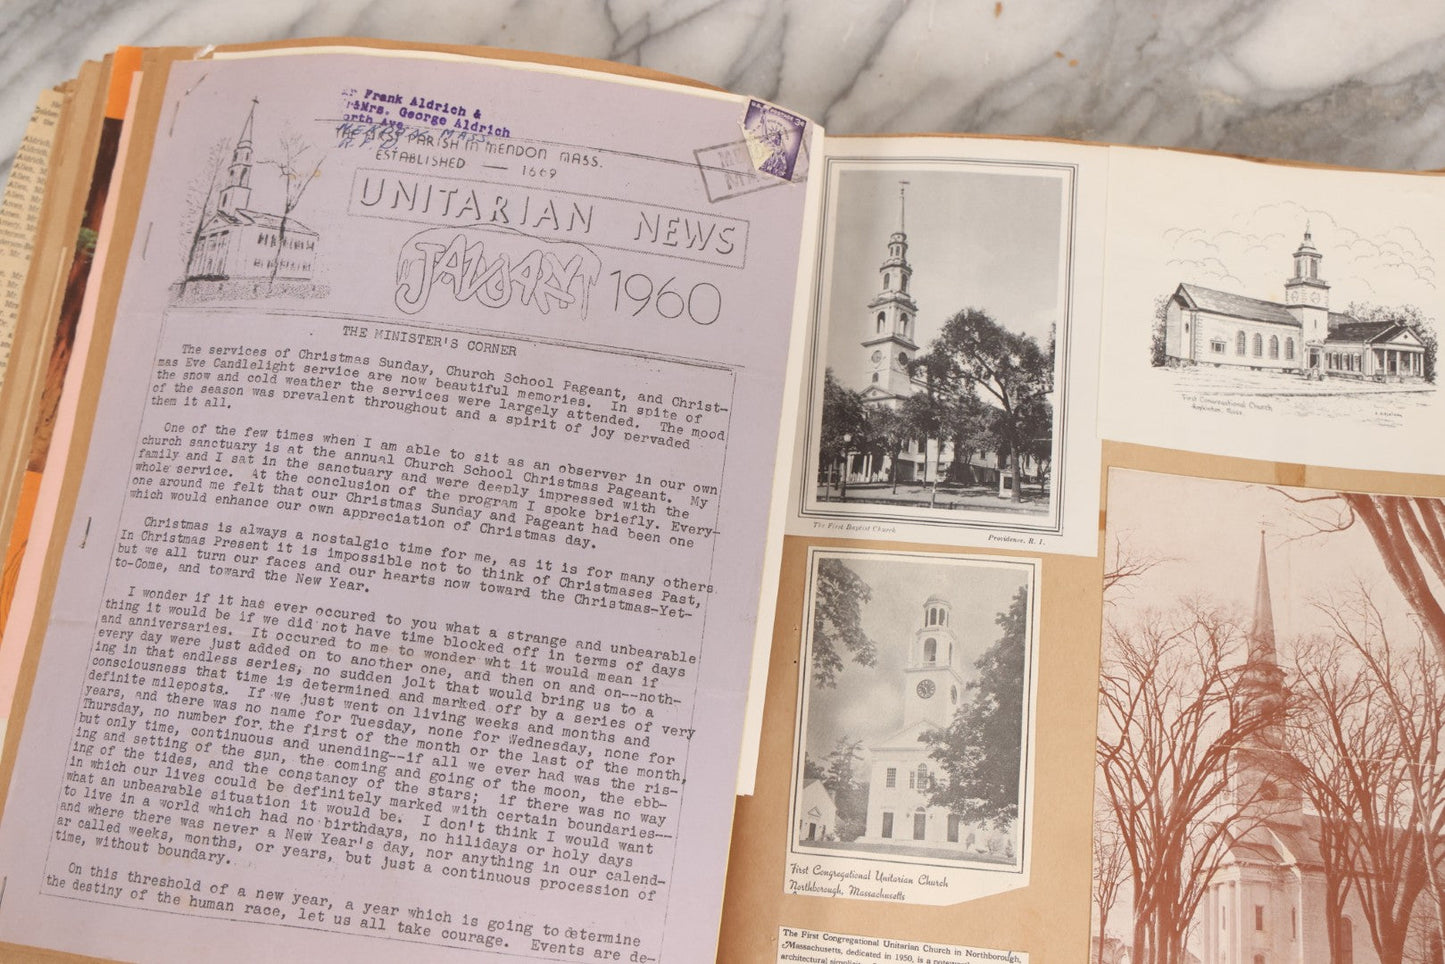 Frank Aldrich &
&Mrs. George Aldrich
North Ave
MENDON MASS.
R.F.D.
THE FIRST PARISH IN MENDON MASS.
ESTABLISHED — 1669
UNITARIAN NEWS
JANUARY 1960
THE MINISTER'S CORNER
The services of Christmas Sunday, Church School Pageant, and Christ-
mas Eve Candlelight service are now beautiful memories. In spite of
the snow and cold weather the services were largely attended. The mood
of the season was prevalent throughout and a spirit of joy pervaded
them it all.
One of the few times when I am able to sit as an observer in our own
church sanctuary is at the annual Church School Christmas Pageant. My
family and I sat in the sanctuary and were deeply impressed with the
whole service. At the conclusion of the program I spoke briefly. Every-
one around me felt that our Christmas Sunday and Pageant had been one
which would enhance our own appreciation of Christmas day.
Christmas is always a nostalgic time for me, as it is for many others.
In Christmas Present it is impossible not to think of Christmases Past,
but we all turn our faces and our hearts now toward the Christmas-Yet-
to-Come, and toward the New Year.
I wonder if it has ever occured to you what a strange and unbearable
thing it would be if we did not have time blocked off in terms of days
and anniversaries. It occured to me to wonder wht it would mean if
every day were just added on to another one, and then on and on--noth-
ing in that endless series, no sudden jolt that would bring us to a
consciousness that time is determined and marked off by a series of very
definite mileposts. If we just went on living weeks and months and
years, and there was no name for Tuesday, none for Wednesday, none for
Thursday, no number for the first of the month or the last of the month,
but only time, continuous and unending--if all we ever had was the ris-
ing and setting of the sun, the coming and going of the moon, the ebb-
ing of the tides, and the constancy of the stars; if there was no way
in which our lives could be definitely marked with certain boundaries---
what an unbearable situation it would be. I don't think I would want
to live in a world which had no birthdays, no hilidays or holy days
and where there was never a New Year's day, nor anything in our calend-
ar called weeks, months, or years, but just a continuous procession of
time, without boundary.
On this threshold of a new year, a year which is going to determine
the destiny of the human race, let us all take courage. Events are de-
The First Baptist Church
Providence, R. I.
First Congregational Church
Hopkinton, Mass
First Congregational Unitarian Church
Northborough, Massachusetts
The First Congregational Unitarian Church in Northborough,
Massachusetts, dedicated in 1950, is a